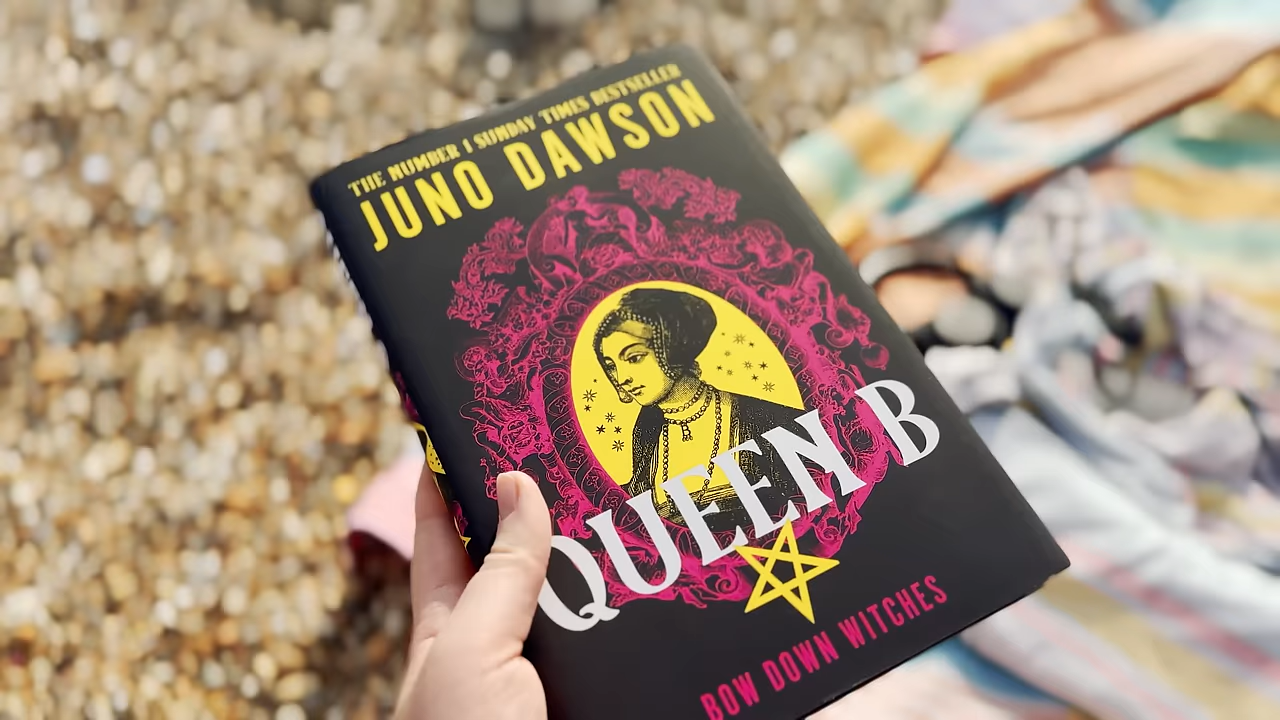 THE NUMBER 1 SUNDAY TIMES BESTSELLER
JUNO DAWSON
QUEEN B
BOW DOWN WITCHES